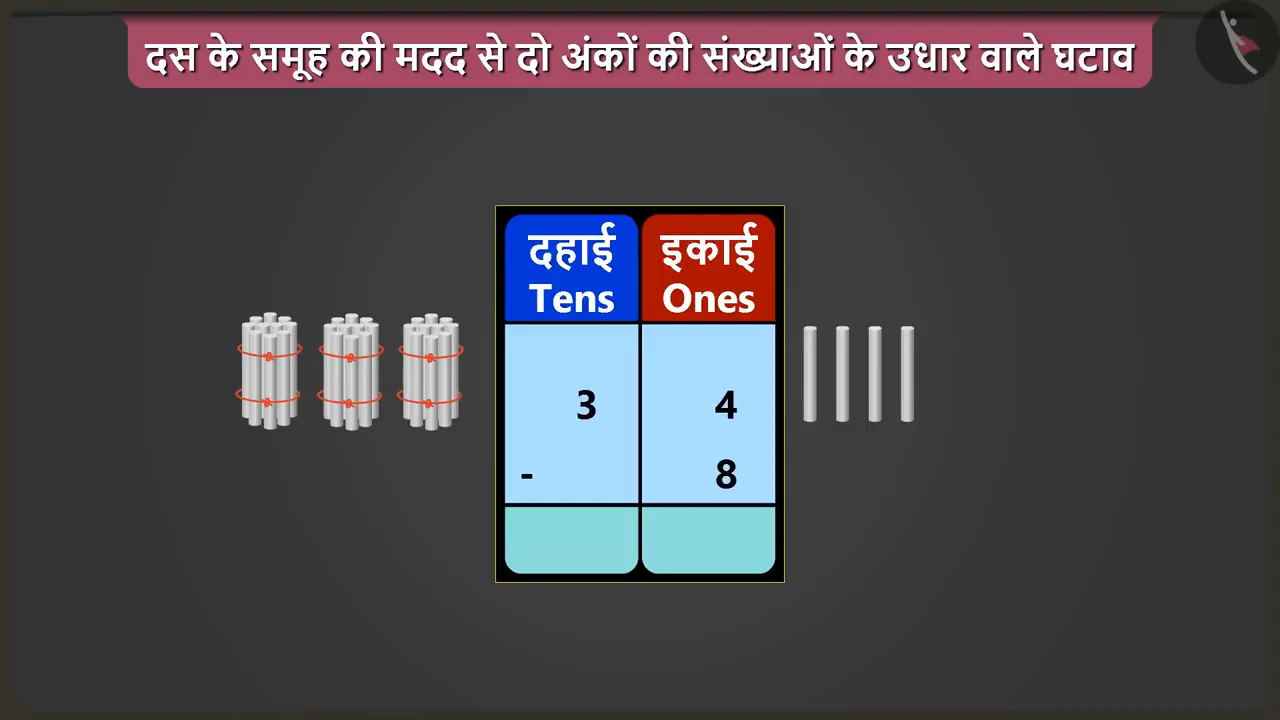 दस के समूह की मदद से दो अंकों की संख्याओं के उधार वाले घटाव
दहाई इकाई
Tens Ones
3 4
- 8